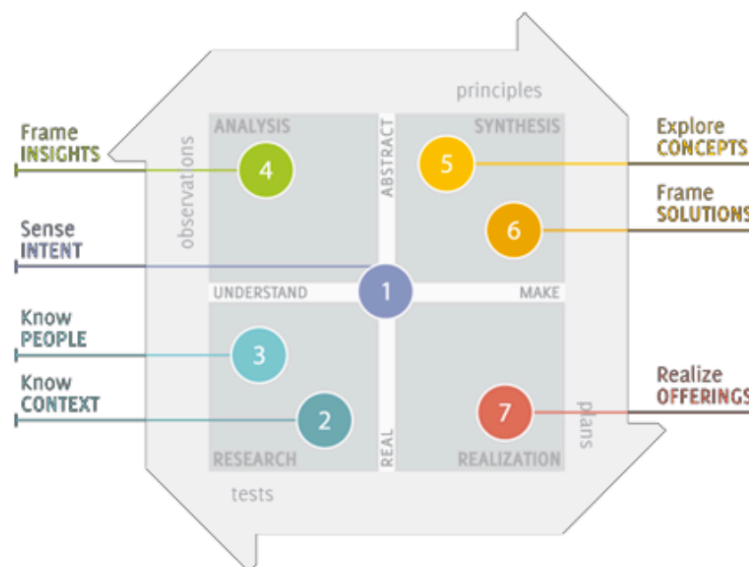 principles
Frame
INSIGHTS
ANALYSIS
ABSTRACT
SYNTHESIS
Explore
CONCEPTS
4
5
observations
Frame
SOLUTIONS
6
Sense
INTENT
UNDERSTAND
1
MAKE
Know
PEOPLE
3
Know
CONTEXT
2
7
Realize
OFFERINGS
plans
RESEARCH
REAL
REALIZATION
tests